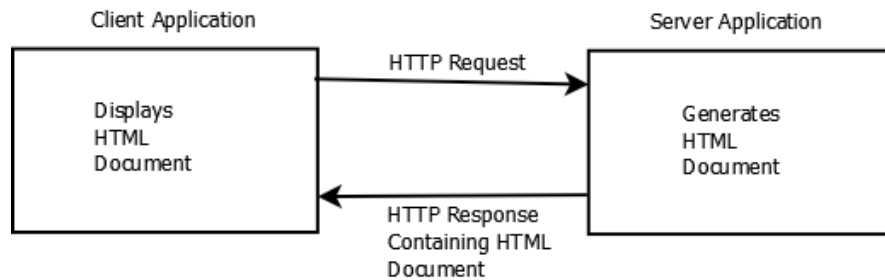 Client Application
Server Application
HTTP Request
Displays
HTML
Document
Generates
HTML
Document
HTTP Response
Containing HTML
Document